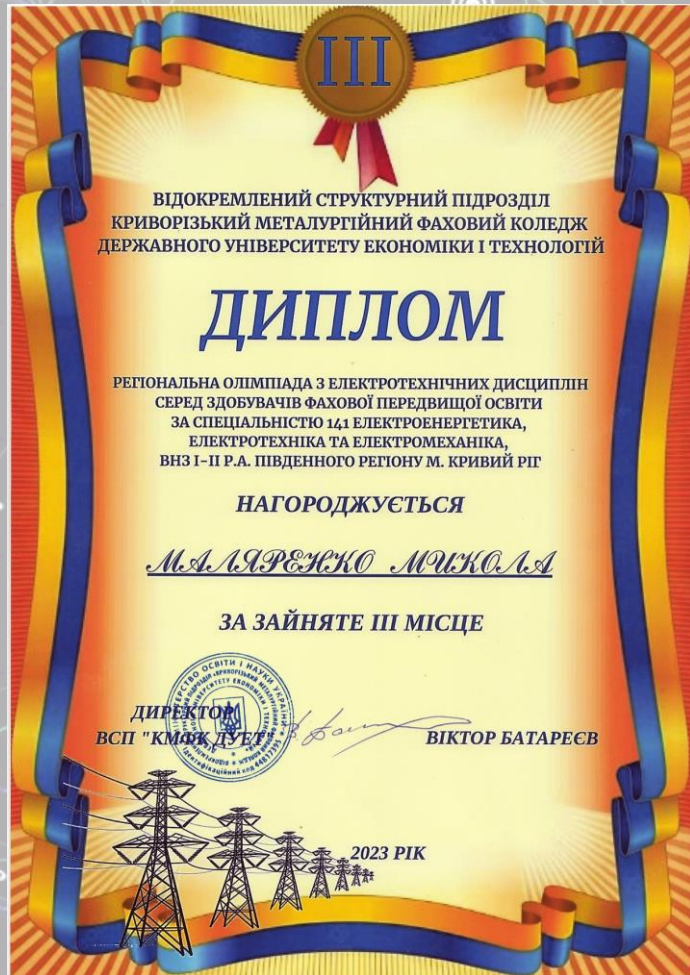 III
ВІДОКРЕМЛЕНИЙ СТРУКТУРНИЙ ПІДРОЗДІЛ
КРИВОРІЗЬКИЙ МЕТАЛУРГІЙНИЙ ФАХОВИЙ КОЛЕДЖ
ДЕРЖАВНОГО УНІВЕРСИТЕТУ ЕКОНОМІКИ І ТЕХНОЛОГІЙ
ДИПЛОМ
РЕГІОНАЛЬНА ОЛІМПІАДА З ЕЛЕКТРОТЕХНІЧНИХ ДИСЦИПЛІН
СЕРЕД ЗДОБУВАЧІВ ФАХОВОЇ ПЕРЕДВИЩОЇ ОСВІТИ
ЗА СПЕЦІАЛЬНІСТЮ 141 ЕЛЕКТРОЕНЕРГЕТИКА,
ЕЛЕКТРОТЕХНІКА ТА ЕЛЕКТРОМЕХАНІКА,
ВНЗ І-ІІ Р.А. ПІВДЕННОГО РЕГІОНУ М. КРИВИЙ РІГ
НАГОРОДЖУЄТЬСЯ
МАЛЯРЕНКО МИКОЛА
ЗА ЗАЙНЯТЕ ІІІ МІСЦЕ
ДИРЕКТОР
ВСП "КМФК ДУЕТ"
ВІКТОР БАТАРЕЄВ
2023 РІК